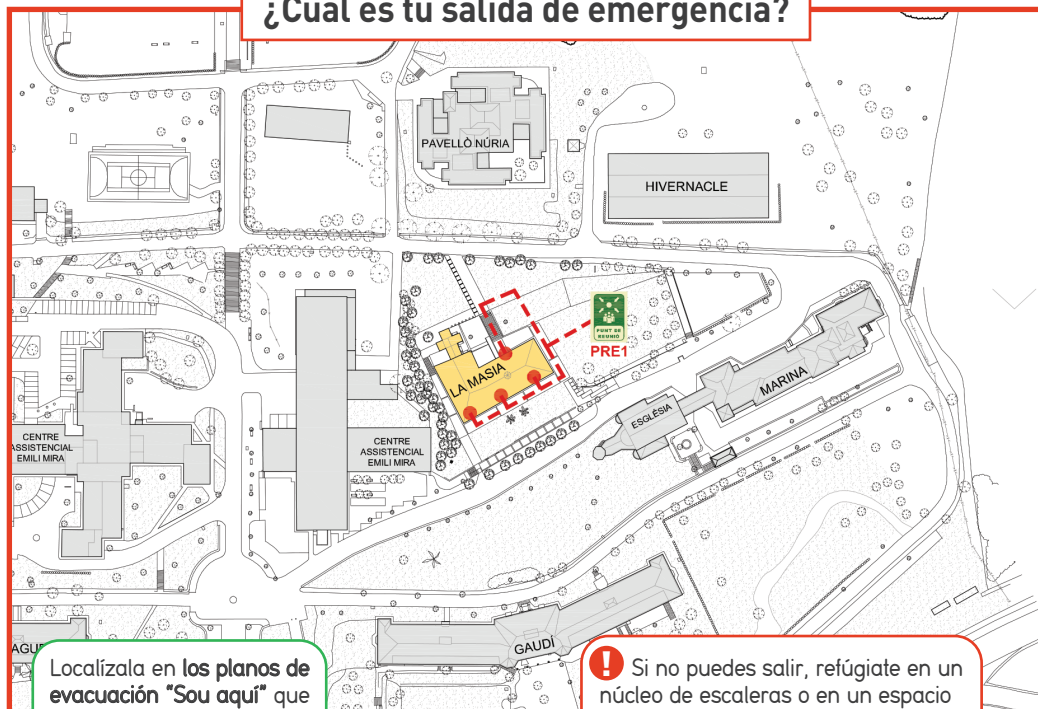 ¿Cuál es tu salida de emergencia?
PAVELLÒ NÚRIA
HIVERNACLE
PUNT DE
REUNIÓ
PRE1
LA MASIA
MARINA
ESGLÉSIA
CENTRE
ASSISTENCIAL
EMILI MIRA
CENTRE
ASSISTENCIAL
EMILI MIRA
GAUDÍ
Localízala en los planos de
evacuación "Sou aquí" que
! Si no puedes salir, refúgiate en un
núcleo de escaleras o en un espacio